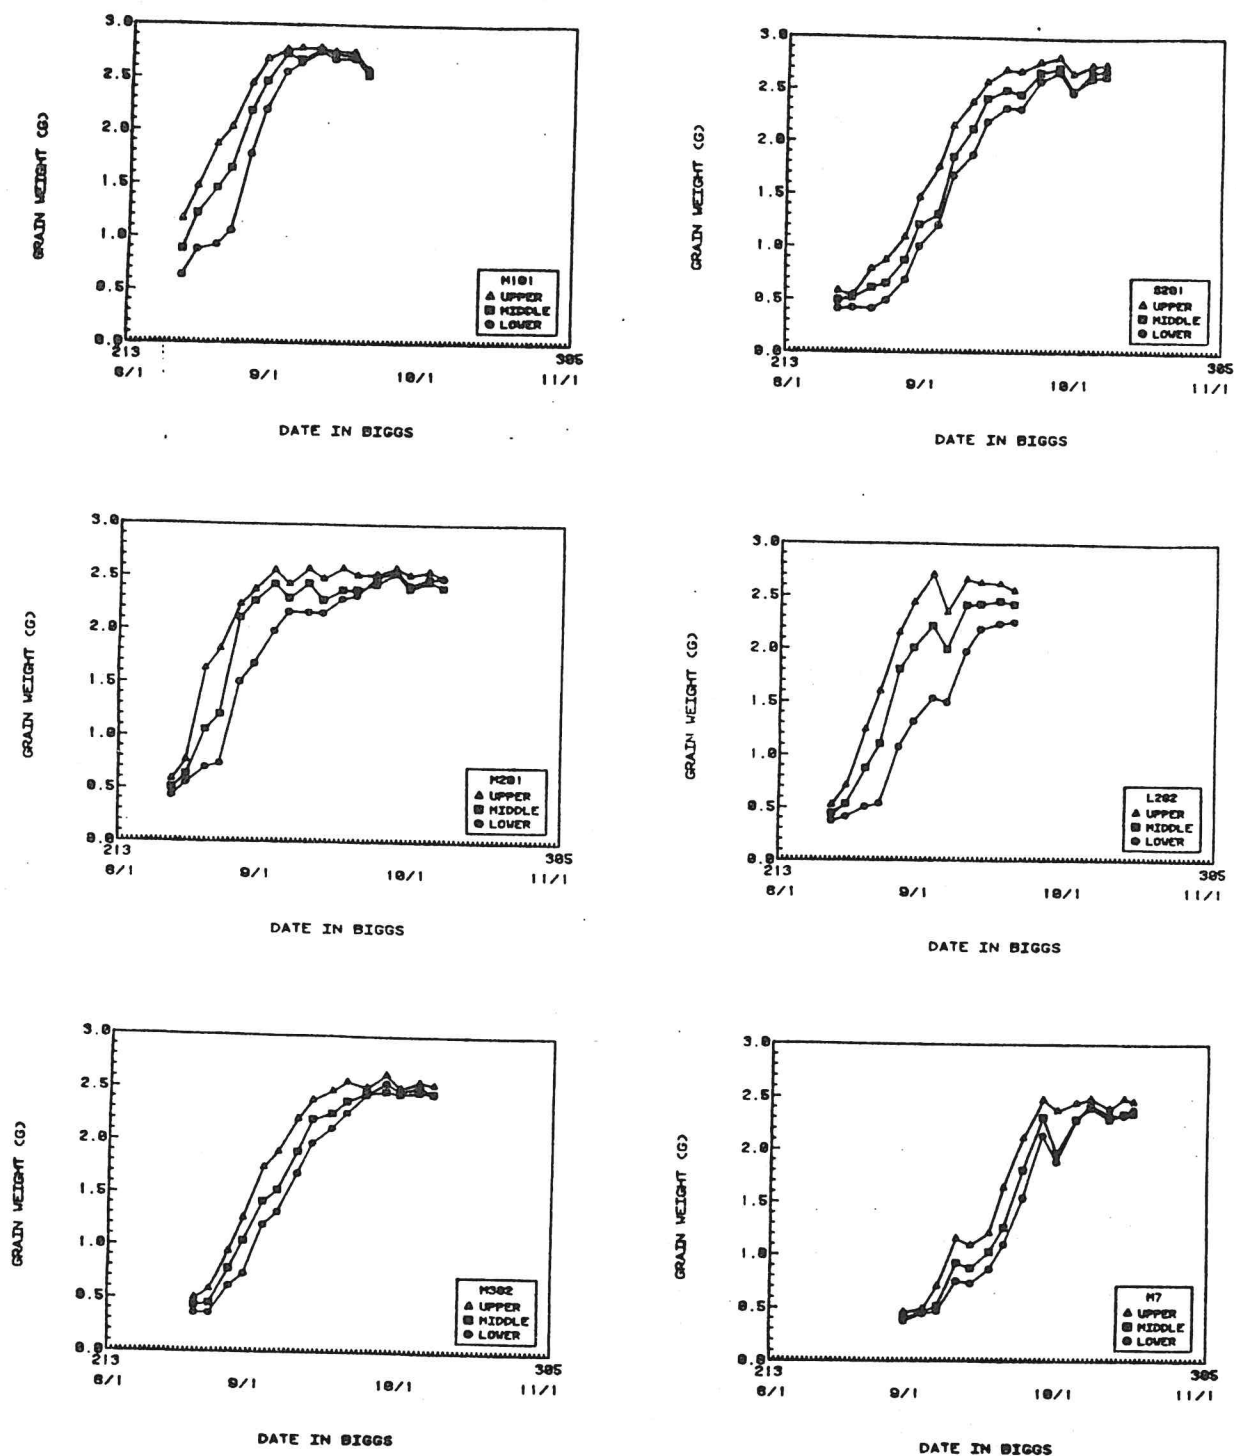 3.0
2.5
2.0
1.5
1.0
0.5
0.0
GRAIN WEIGHT (G)
M101
UPPER
MIDDLE
LOWER
213 305
8/1 9/1 10/1 11/1
DATE IN BIGGS
3.0
2.5
2.0
1.5
1.0
0.5
0.0
GRAIN WEIGHT (G)
S201
UPPER
MIDDLE
LOWER
213 305
8/1 9/1 10/1 11/1
DATE IN BIGGS
3.0
2.5
2.0
1.5
1.0
0.5
0.0
GRAIN WEIGHT (G)
M201
UPPER
MIDDLE
LOWER
213 305
8/1 9/1 10/1 11/1
DATE IN BIGGS
3.0
2.5
2.0
1.5
1.0
0.5
0.0
GRAIN WEIGHT (G)
L202
UPPER
MIDDLE
LOWER
213 305
8/1 9/1 10/1 11/1
DATE IN BIGGS
3.0
2.5
2.0
1.5
1.0
0.5
0.0
GRAIN WEIGHT (G)
M302
UPPER
MIDDLE
LOWER
213 305
8/1 9/1 10/1 11/1
DATE IN BIGGS
3.0
2.5
2.0
1.5
1.0
0.5
0.0
GRAIN WEIGHT (G)
M7
UPPER
MIDDLE
LOWER
213 305
8/1 9/1 10/1 11/1
DATE IN BIGGS